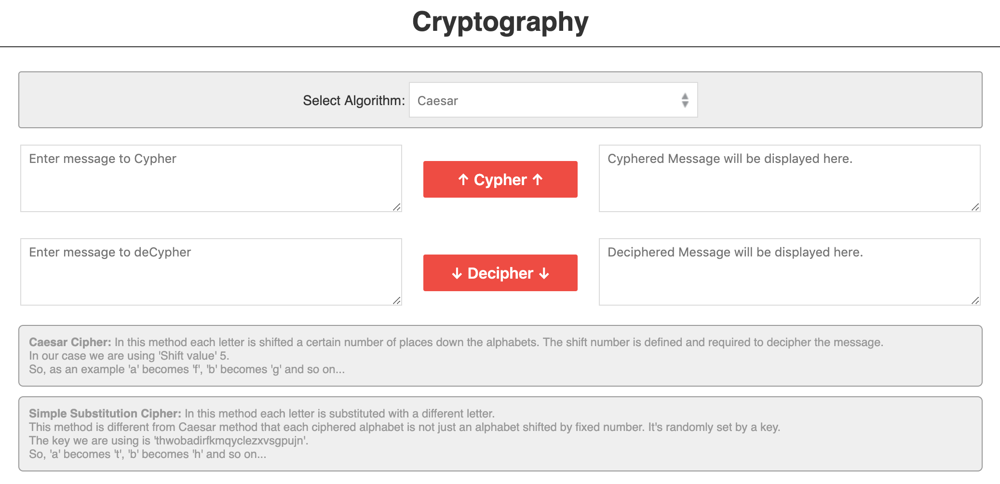 Cryptography
Select Algorithm: Caesar
Enter message to Cypher
↑ Cypher ↑
Cyphered Message will be displayed here.
Enter message to deCypher
↓ Decipher ↓
Deciphered Message will be displayed here.
Caesar Cipher: In this method each letter is shifted a certain number of places down the alphabets. The shift number is defined and required to decipher the message.
In our case we are using 'Shift value' 5.
So, as an example 'a' becomes 'f', 'b' becomes 'g' and so on...
Simple Substitution Cipher: In this method each letter is substituted with a different letter.
This method is different from Caesar method that each ciphered alphabet is not just an alphabet shifted by fixed number. It's randomly set by a key.
The key we are using is 'thwobadirfkmqyclezxvsgpujn'.
So, 'a' becomes 't', 'b' becomes 'h' and so on...